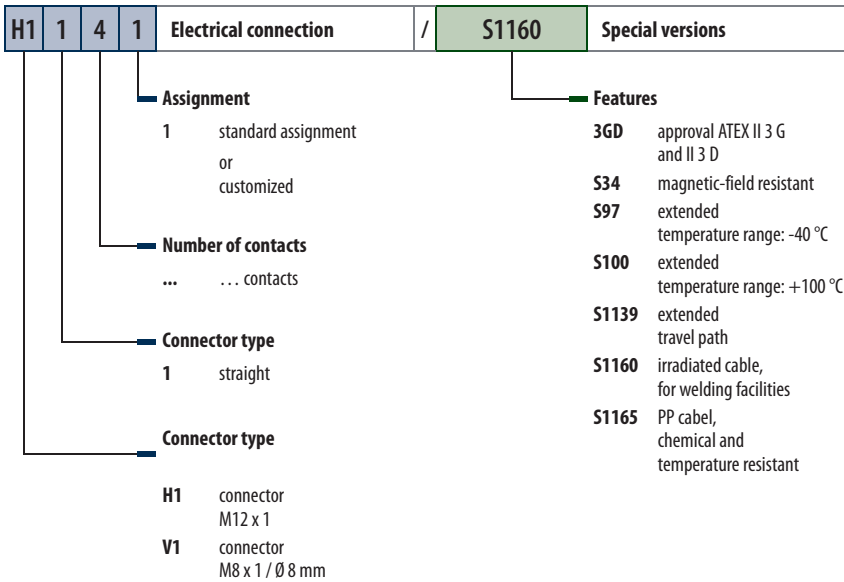 H1 1 4 1 Electrical connection / S1160 Special versions
Assignment
1 standard assignment
or
customized
Number of contacts
... … contacts
Connector type
1 straight
Connector type
H1 connector
M12 x 1
V1 connector
M8 x 1 / Ø 8 mm
Features
3GD approval ATEX II 3 G
and II 3 D
S34 magnetic-field resistant
S97 extended
temperature range: -40 °C
S100 extended
temperature range: +100 °C
S1139 extended
travel path
S1160 irradiated cable,
for welding facilities
S1165 PP cabel,
chemical and
temperature resistant